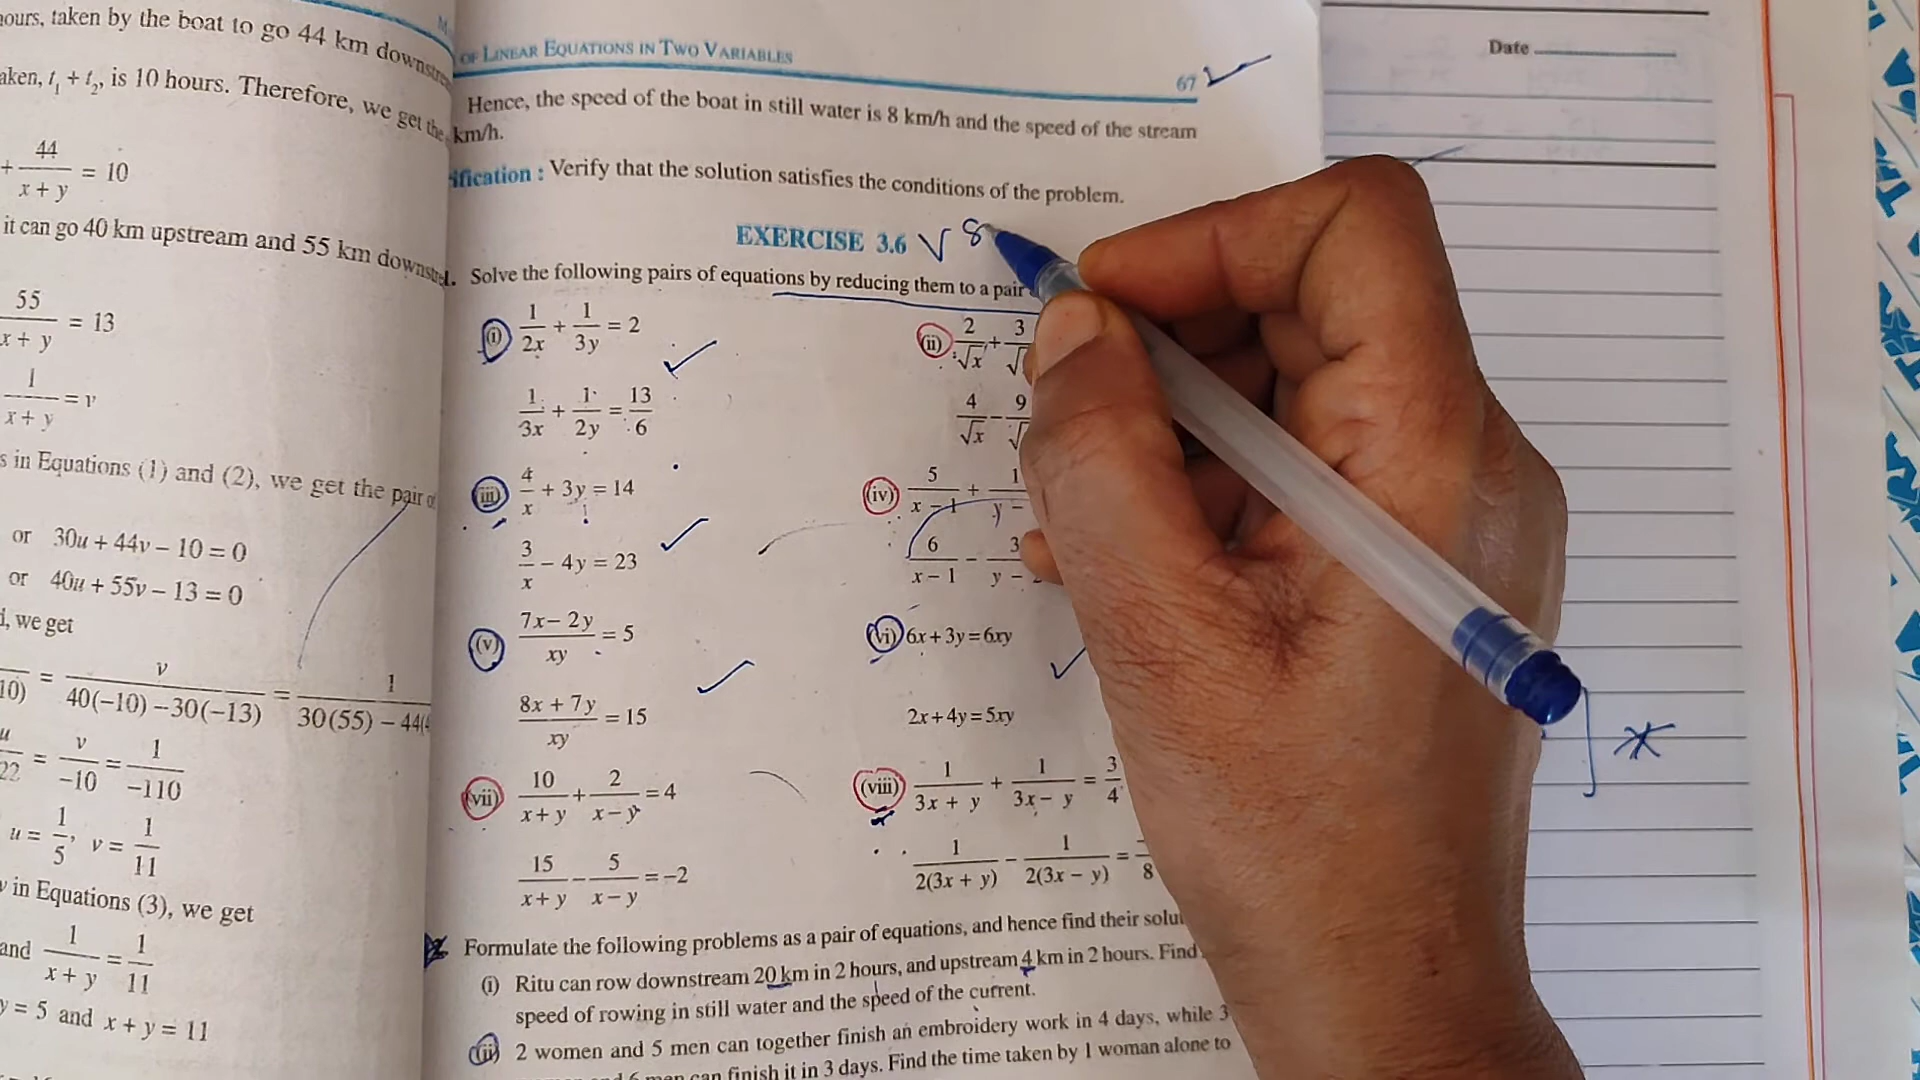 hours, taken by the boat to go 44 km
taken, t₁ + t₂, is 10 hours. Therefore, we get the
+ 44/(x + y) = 10
it can go 40 km upstream and 55 km
55/(x + y) = 13
1/(x + y) = v
s in Equations (1) and (2), we get the pair
or 30u + 44v – 10 = 0
or 40u + 55v – 13 = 0
, we get
= v/(40(–10) – 30(–13)) = 1/
30(55) – 44(
= v/–10 = 1/–110
u = 1/5, v = 1/11
in Equations (3), we get
and 1/(x + y) = 1/11
y = 5 and x + y = 11
OF LINEAR EQUATIONS IN TWO VARIABLES
67
Hence, the speed of the boat in still water is 8 km/h and the speed of the stream
km/h.
ification : Verify that the solution satisfies the conditions of the problem.
EXERCISE 3.6 8
1. Solve the following pairs of equations by reducing them to a pair
(i) 1/2x + 1/3y = 2
1/3x + 1/2y = 13/6
(ii) 2/√x + 3/√
4/√x – 9/√
(iii) 4/x + 3y = 14
3/x – 4y = 23
(iv) 5/(x – 1) + 1/(y –
6/(x – 1) – 3/(y –
(v) (7x – 2y)/xy = 5
(8x + 7y)/xy = 15
(vi) 6x + 3y = 6xy
2x + 4y = 5xy
(vii) 10/(x + y) + 2/(x – y) = 4
15/(x + y) – 5/(x – y) = –2
(viii) 1/(3x + y) + 1/(3x – y) = 3/4
1/2(3x + y) – 1/2(3x – y) = /8
Formulate the following problems as a pair of equations, and hence find their
(i) Ritu can row downstream 20 km in 2 hours, and upstream 4 km in 2 hours. Find
speed of rowing in still water and the speed of the current.
(ii) 2 women and 5 men can together finish an embroidery work in 4 days, while 3
6 men can finish it in 3 days. Find the time taken by 1 woman alone to
Date